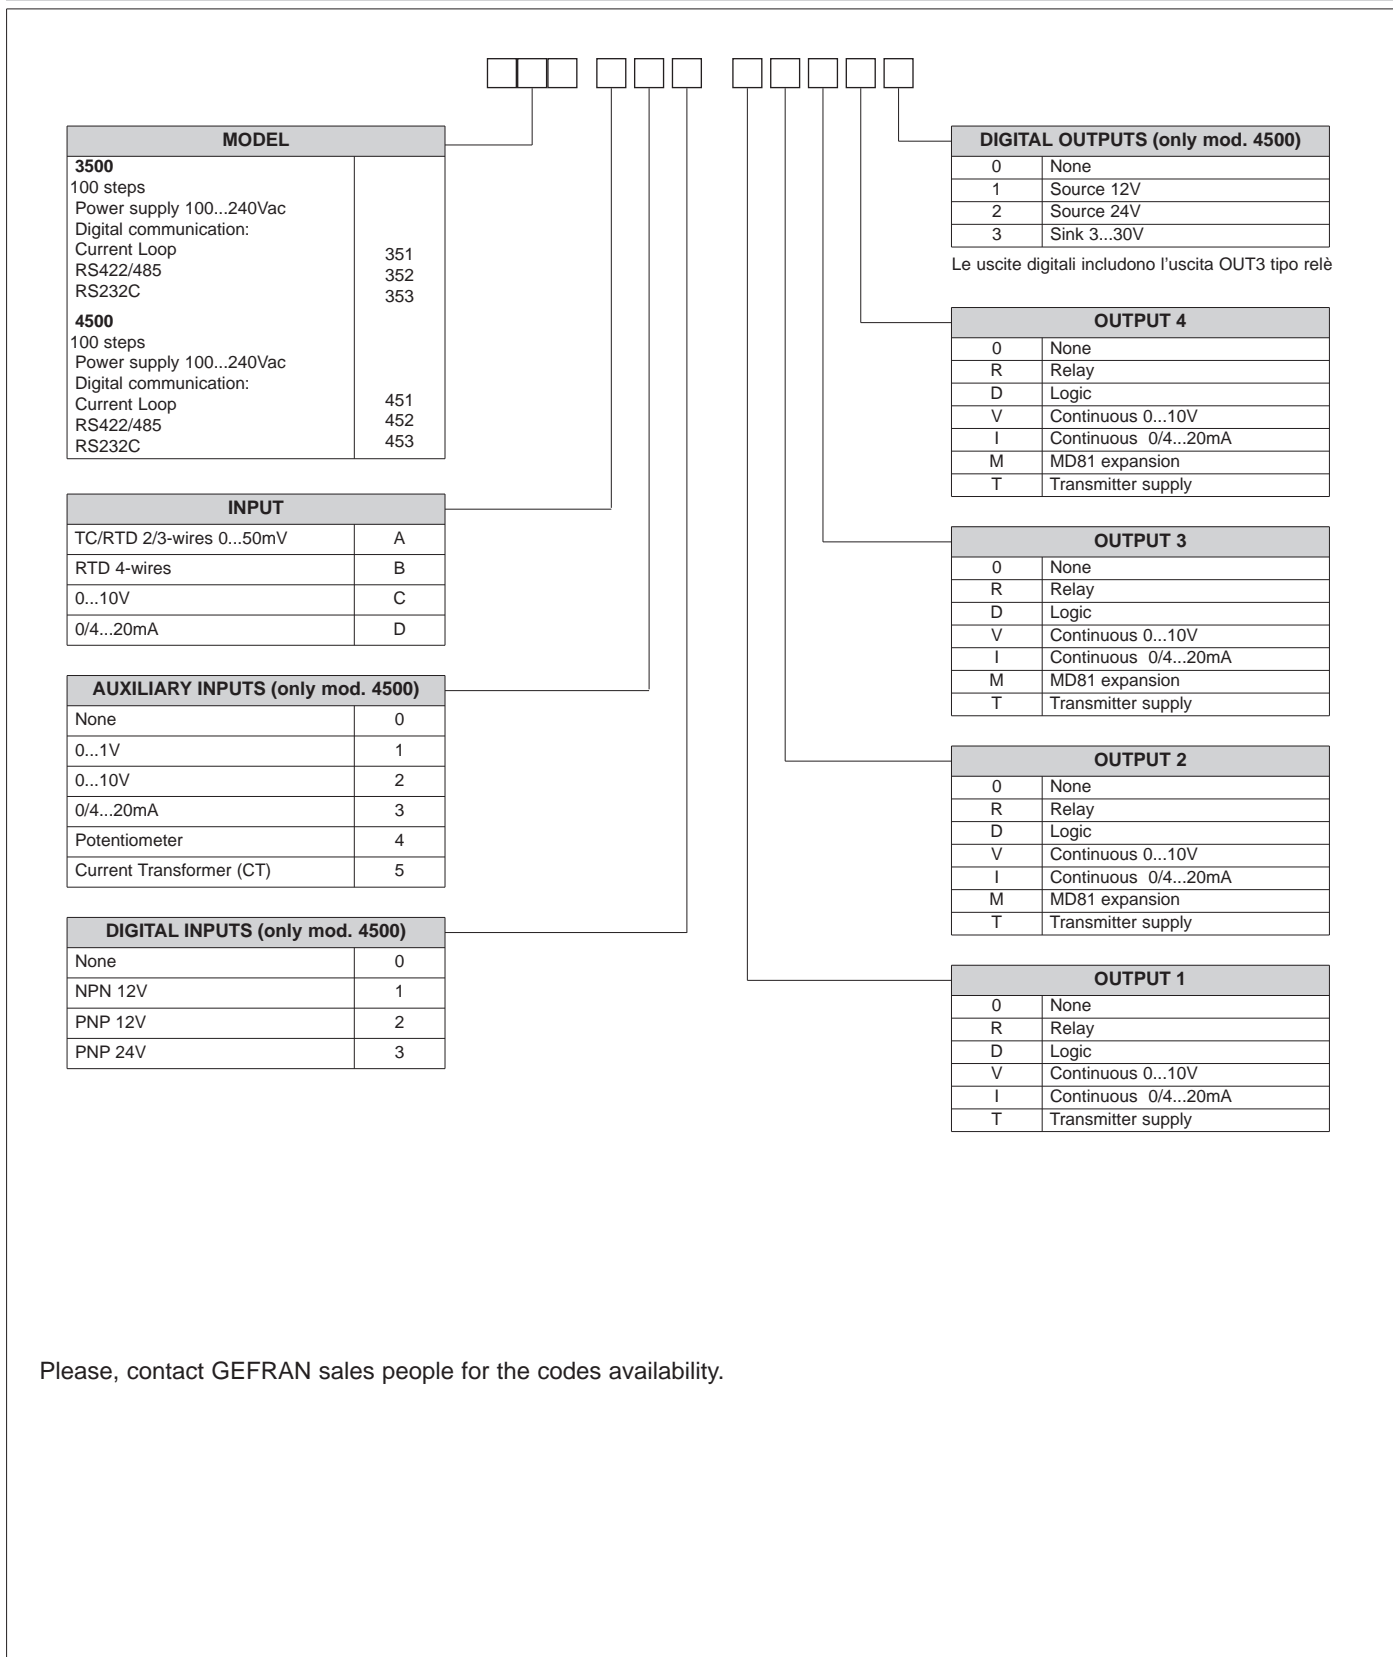 MODEL
3500
100 steps
Power supply 100...240Vac
Digital communication:
Current Loop 351
RS422/485 352
RS232C 353
4500
100 steps
Power supply 100...240Vac
Digital communication:
Current Loop 451
RS422/485 452
RS232C 453
INPUT
TC/RTD 2/3-wires 0...50mV A
RTD 4-wires B
0...10V C
0/4...20mA D
AUXILIARY INPUTS (only mod. 4500)
None 0
0...1V 1
0...10V 2
0/4...20mA 3
Potentiometer 4
Current Transformer (CT) 5
DIGITAL INPUTS (only mod. 4500)
None 0
NPN 12V 1
PNP 12V 2
PNP 24V 3
DIGITAL OUTPUTS (only mod. 4500)
0 None
1 Source 12V
2 Source 24V
3 Sink 3...30V
Le uscite digitali includono l'uscita OUT3 tipo relè
OUTPUT 4
0 None
R Relay
D Logic
V Continuous 0...10V
I Continuous 0/4...20mA
M MD81 expansion
T Transmitter supply
OUTPUT 3
0 None
R Relay
D Logic
V Continuous 0...10V
I Continuous 0/4...20mA
M MD81 expansion
T Transmitter supply
OUTPUT 2
0 None
R Relay
D Logic
V Continuous 0...10V
I Continuous 0/4...20mA
M MD81 expansion
T Transmitter supply
OUTPUT 1
0 None
R Relay
D Logic
V Continuous 0...10V
I Continuous 0/4...20mA
T Transmitter supply
Please, contact GEFRAN sales people for the codes availability.